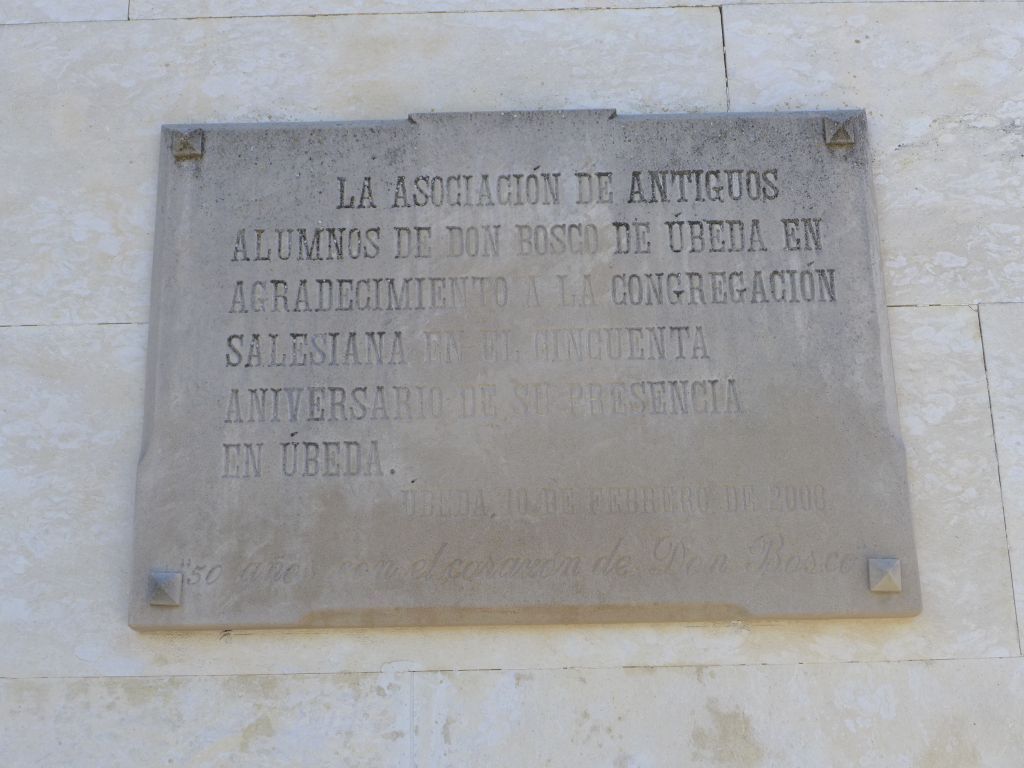 LA ASOCIACIÓN DE ANTIGUOS
ALUMNOS DE DON BOSCO DE ÚBEDA EN
AGRADECIMIENTO A LA CONGREGACIÓN
SALESIANA EN EL CINCUENTA
ANIVERSARIO DE SU PRESENCIA
EN ÚBEDA.
ÚBEDA, 10 DE FEBRERO DE
"50 años con el corazón de Don Bosco